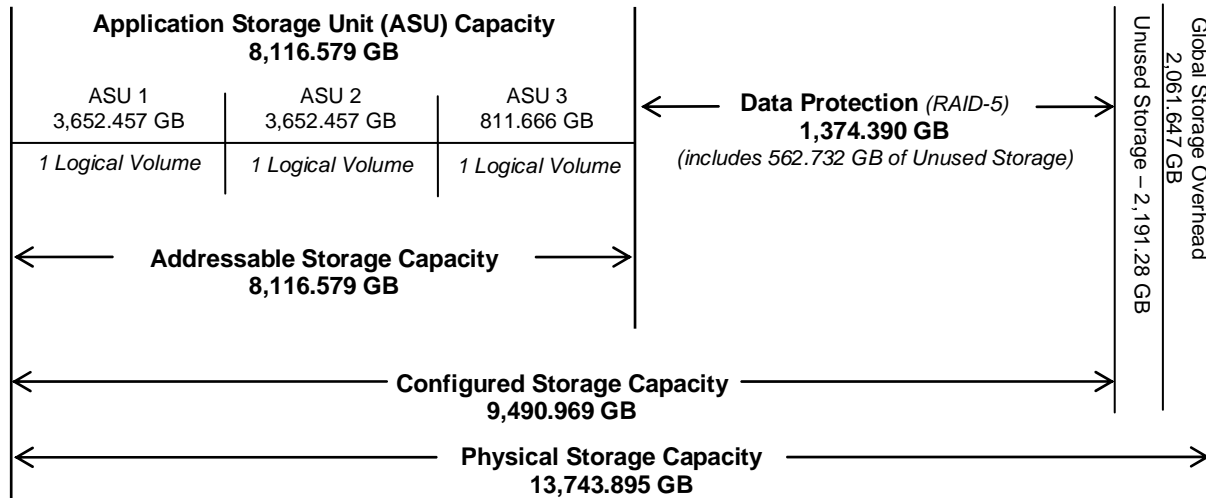 Application Storage Unit (ASU) Capacity
8,116.579 GB
ASU 1
3,652.457 GB
ASU 2
3,652.457 GB
ASU 3
811.666 GB
1 Logical Volume
1 Logical Volume
1 Logical Volume
Data Protection (RAID-5)
1,374.390 GB
(includes 562.732 GB of Unused Storage)
Unused Storage – 2,191.28 GB
Global Storage Overhead
2,061.647 GB
Addressable Storage Capacity
8,116.579 GB
Configured Storage Capacity
9,490.969 GB
Physical Storage Capacity
13,743.895 GB